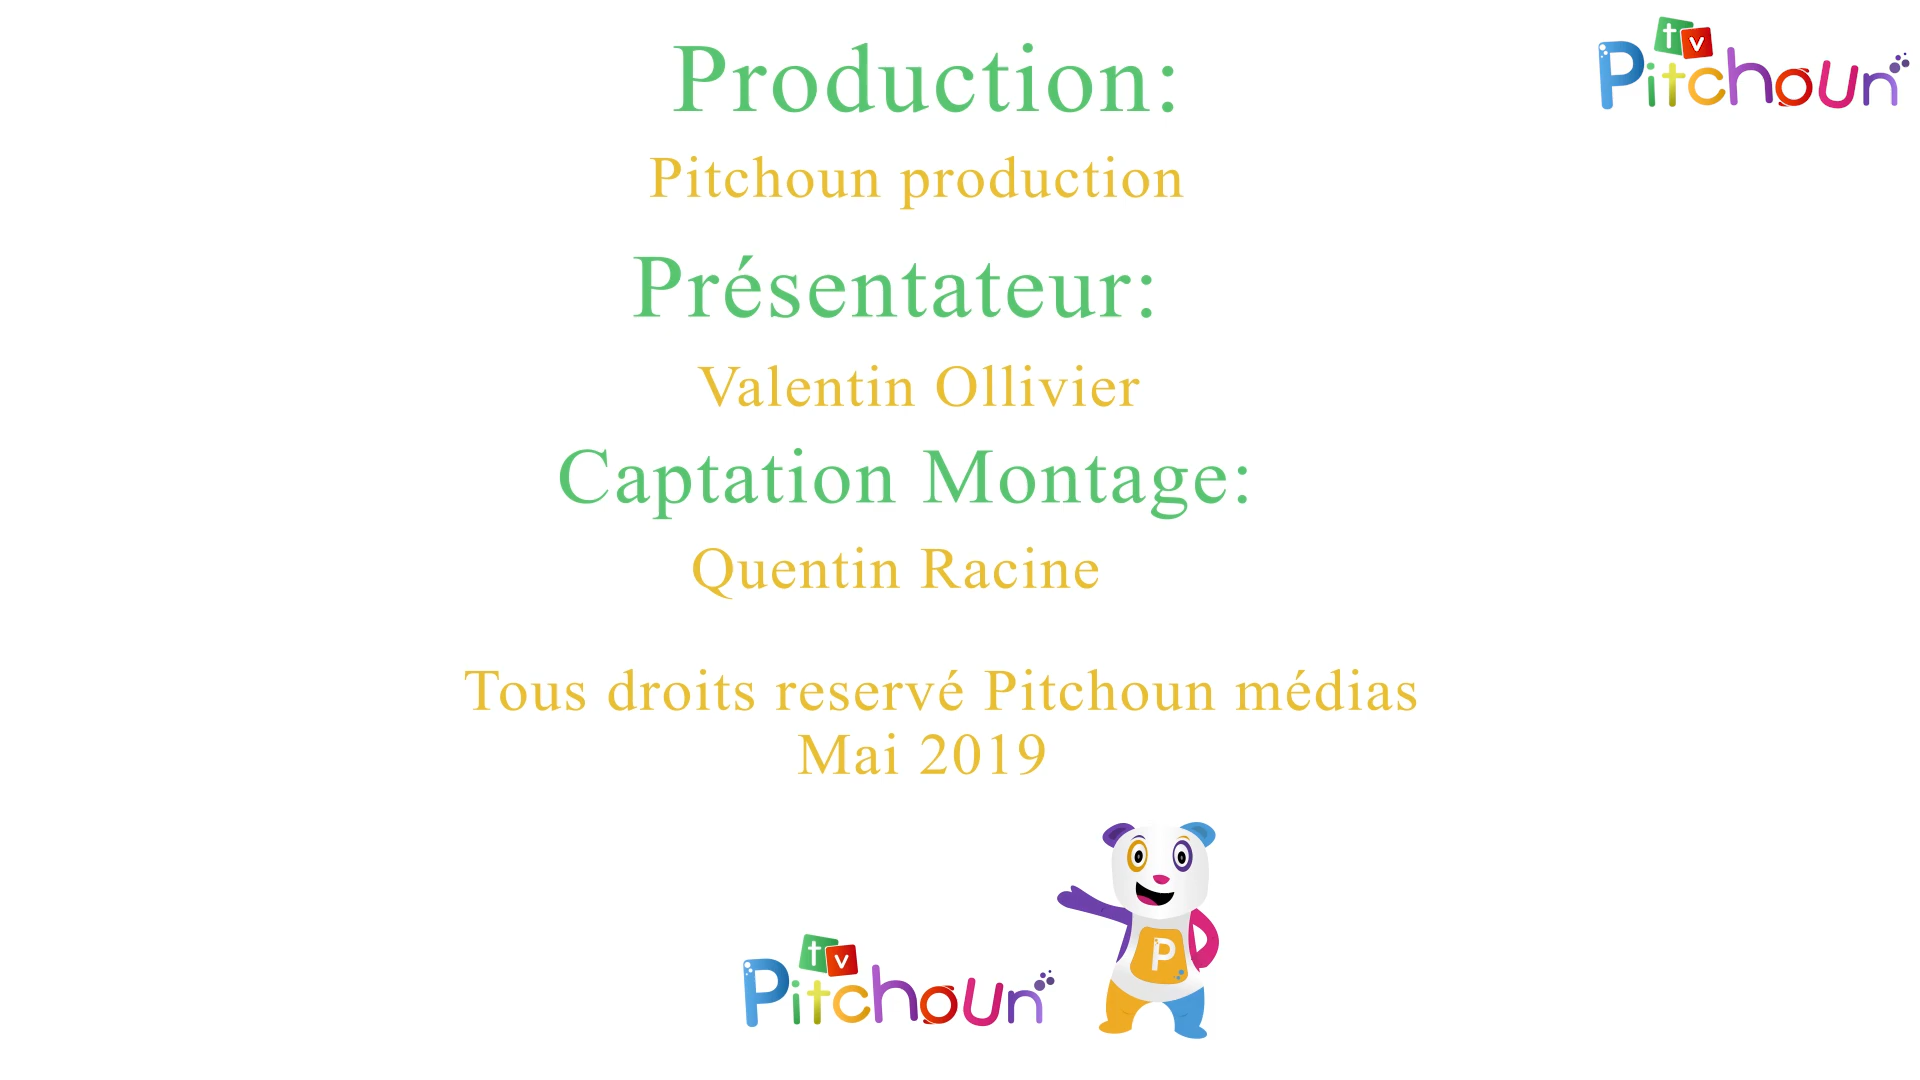 tv
Pitchoun
Production:
Pitchoun production
Présentateur:
Valentin Ollivier
Captation Montage:
Quentin Racine
Tous droits reservé Pitchoun médias
Mai 2019
tv
Pitchoun
P